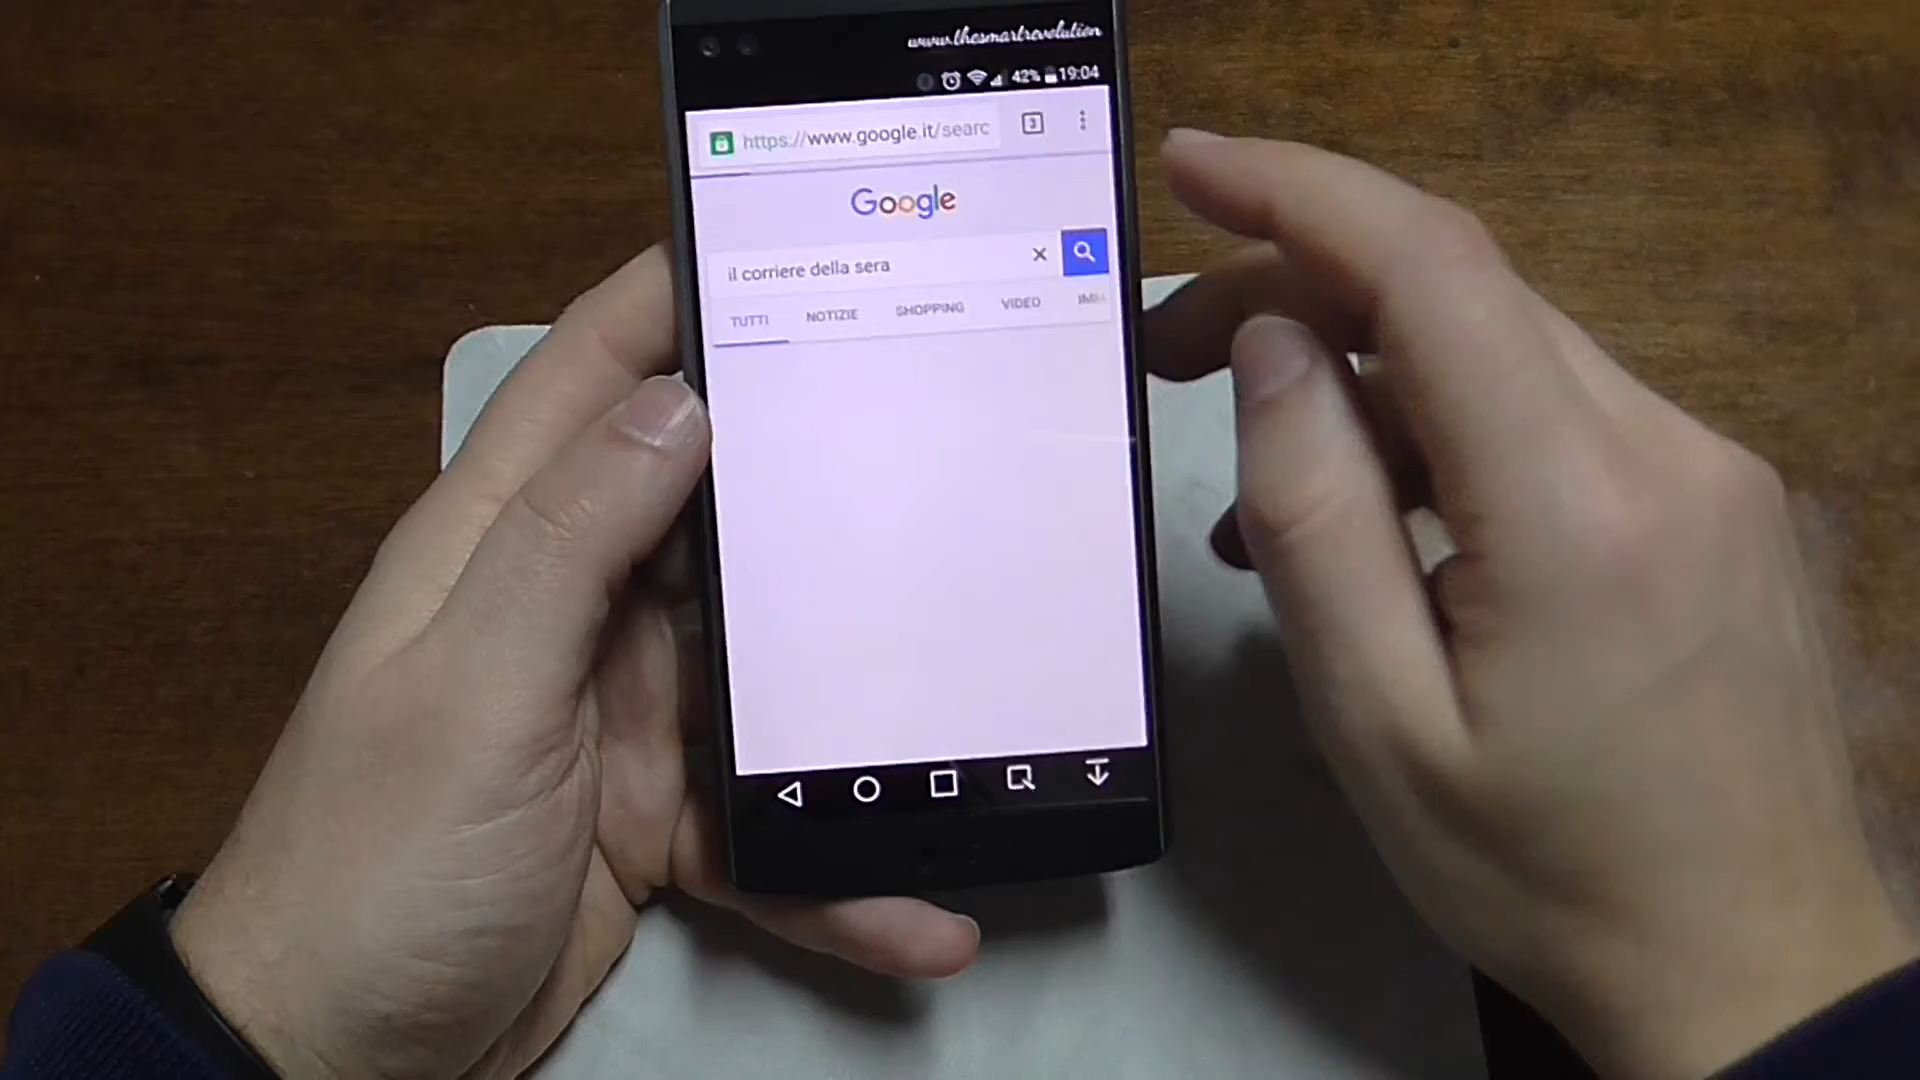 www.thesmartrevolution
42% 19:04
https://www.google.it/searc
3
Google
il corriere della sera
TUTTI NOTIZIE SHOPPING VIDEO IMM